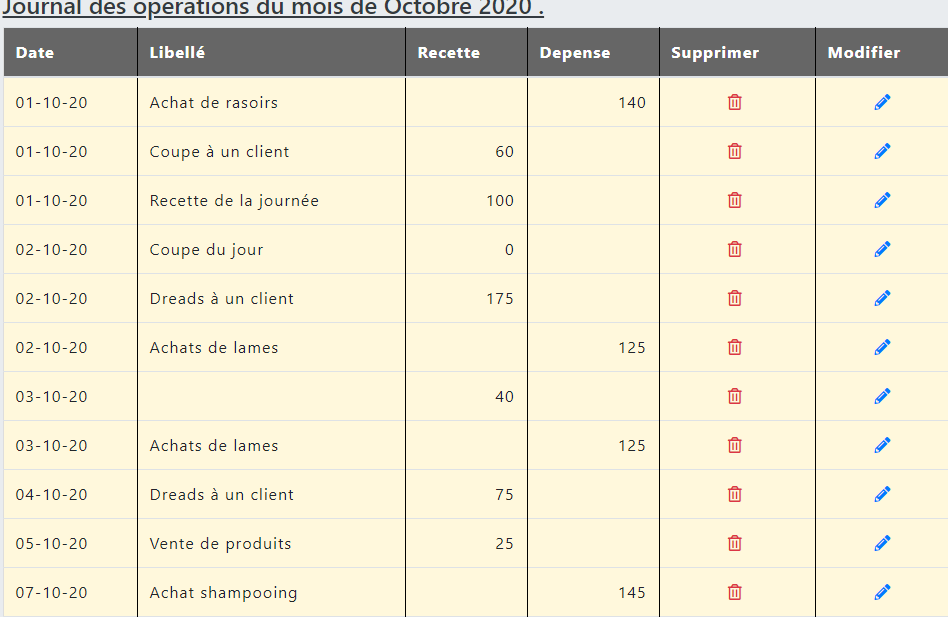 Journal des opérations du mois de Octobre 2020 .
Date Libellé Recette Depense Supprimer Modifier
01-10-20 Achat de rasoirs 140
01-10-20 Coupe à un client 60
01-10-20 Recette de la journée 100
02-10-20 Coupe du jour 0
02-10-20 Dreads à un client 175
02-10-20 Achats de lames 125
03-10-20 40
03-10-20 Achats de lames 125
04-10-20 Dreads à un client 75
05-10-20 Vente de produits 25
07-10-20 Achat shampooing 145